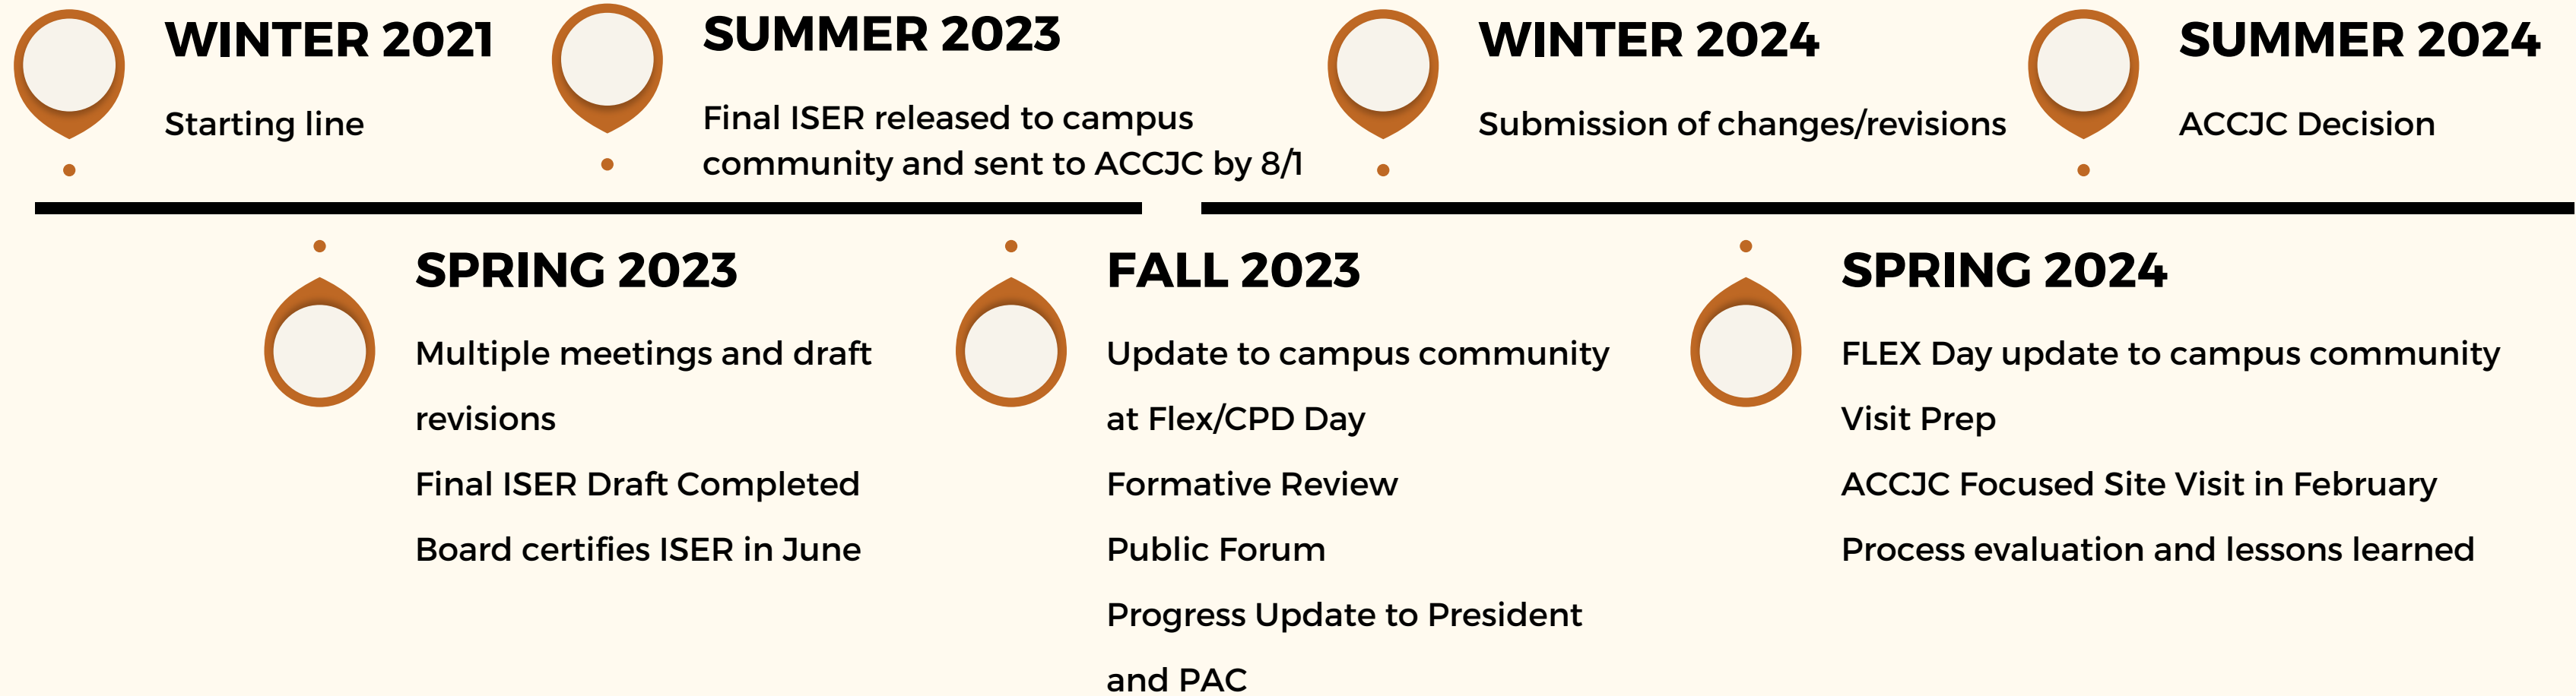 WINTER 2021
Starting line
SUMMER 2023
Final ISER released to campus
community and sent to ACCJC by 8/1
WINTER 2024
Submission of changes/revisions
SUMMER 2024
ACCJC Decision
SPRING 2023
Multiple meetings and draft
revisions
Final ISER Draft Completed
Board certifies ISER in June
FALL 2023
Update to campus community
at Flex/CPD Day
Formative Review
Public Forum
Progress Update to President
and PAC
SPRING 2024
FLEX Day update to campus community
Visit Prep
ACCJC Focused Site Visit in February
Process evaluation and lessons learned